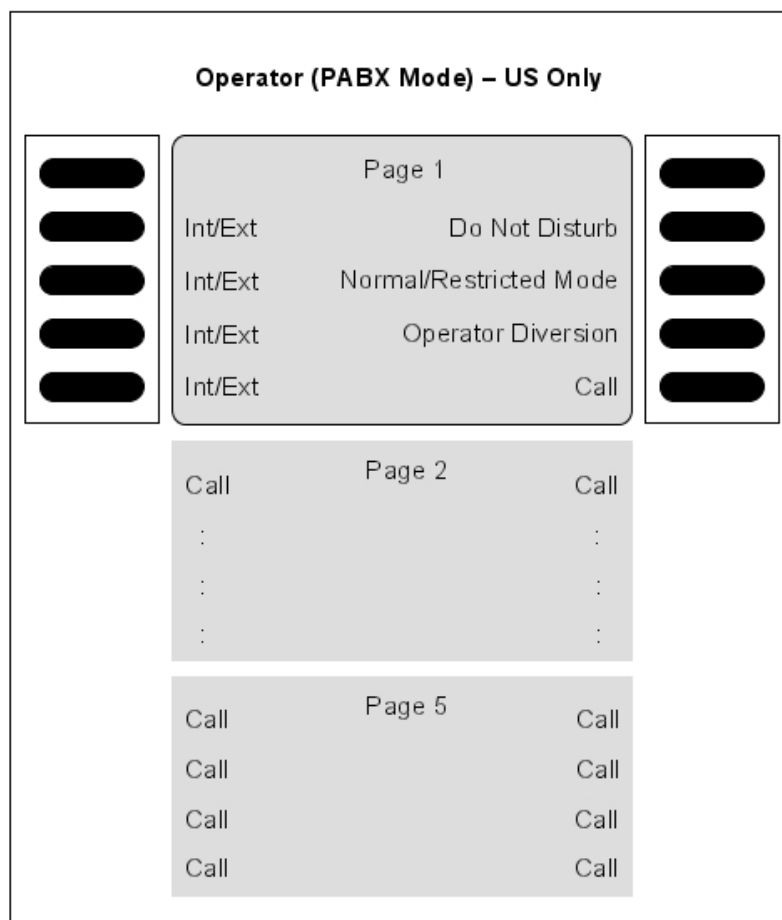 Operator (PABX Mode) – US Only
Page 1
Int/Ext Do Not Disturb
Int/Ext Normal/Restricted Mode
Int/Ext Operator Diversion
Int/Ext Call
Page 2
Call Call
: :
: :
: :
Page 5
Call Call
Call Call
Call Call
Call Call